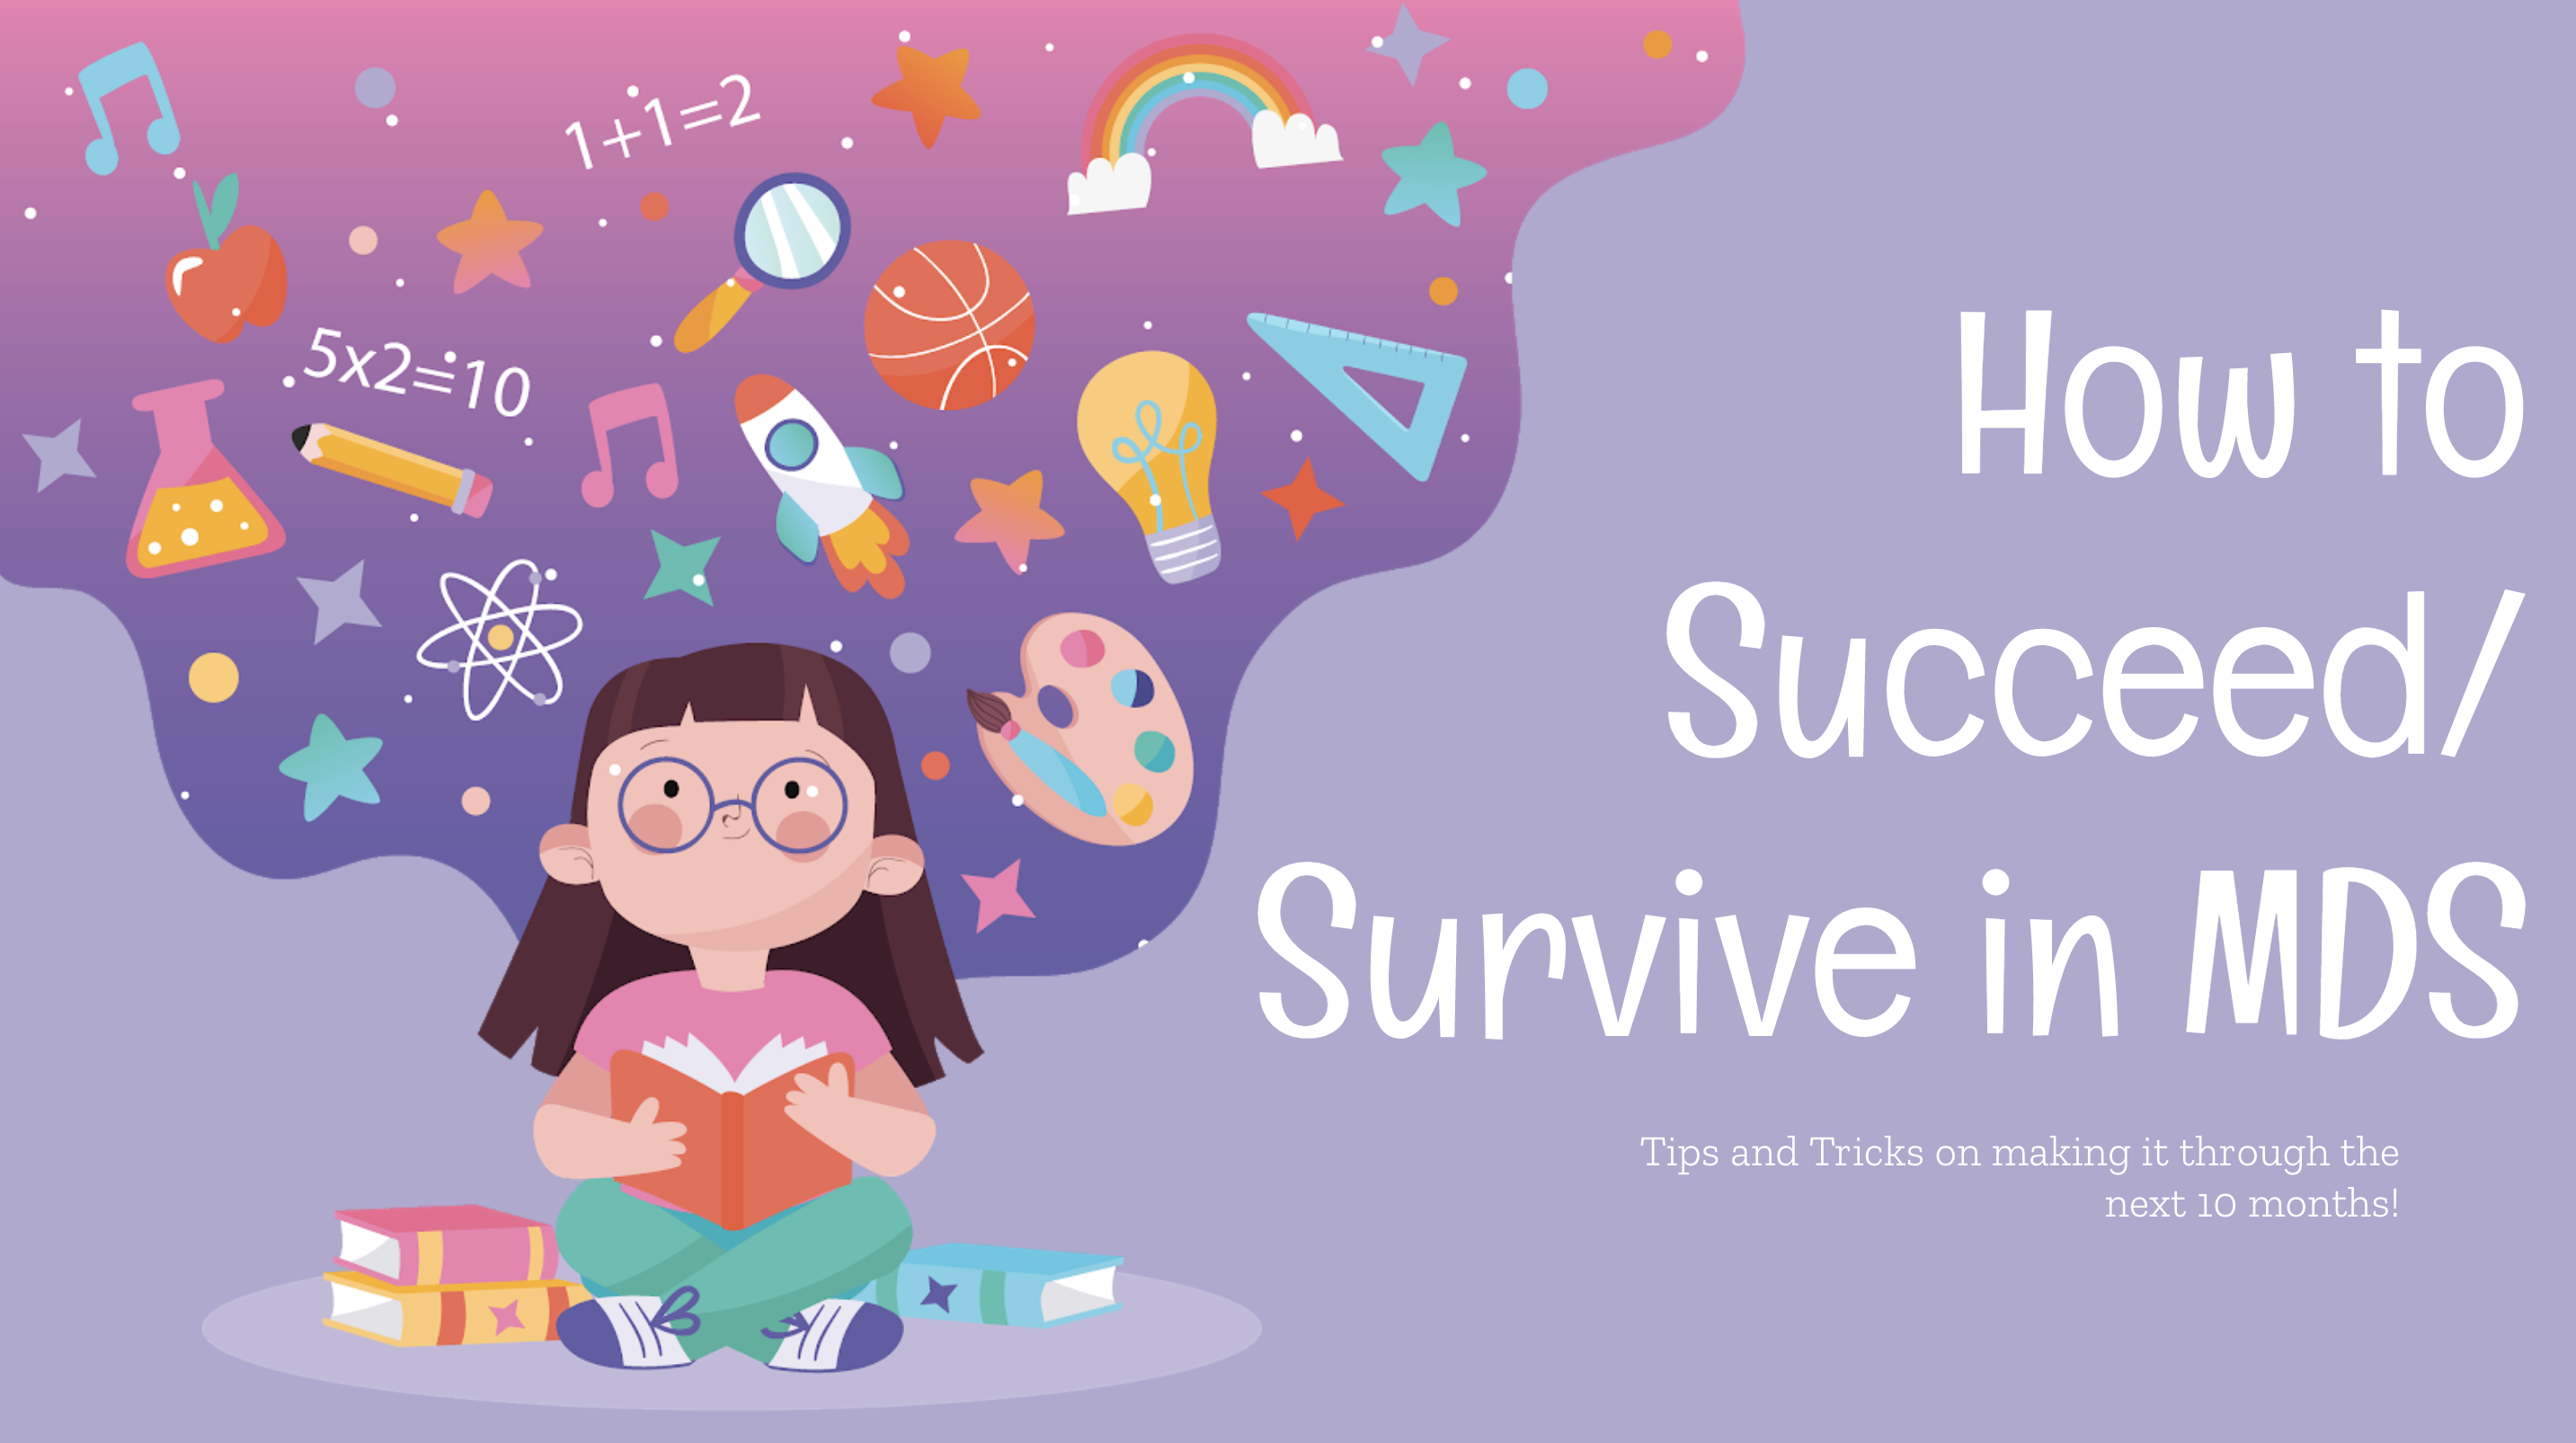 1+1=2
5x2=10
How to
Succeed/
Survive in MDS
Tips and Tricks on making it through the
next 10 months!